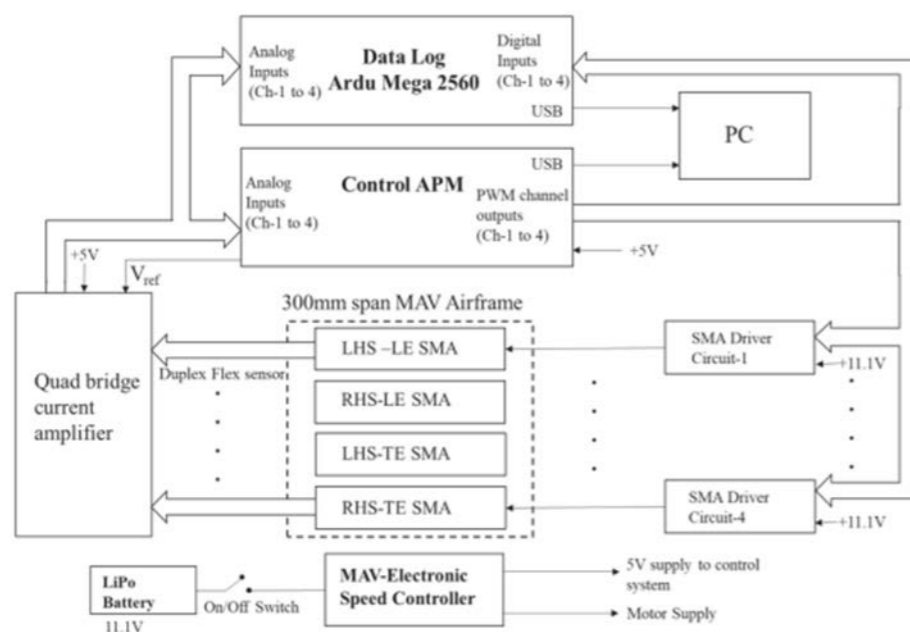 Analog
Inputs
(Ch-1 to 4)
Data Log
Ardu Mega 2560
Digital
Inputs
(Ch-1 to 4)
USB
PC
Analog
Inputs
(Ch-1 to 4)
Control APM
USB
PWM channel
outputs
(Ch-1 to 4)
+5V
+5V
Vref
300mm span MAV Airframe
Quad bridge
current
amplifier
Duplex Flex sensor
LHS –LE SMA
RHS-LE SMA
LHS-TE SMA
RHS-TE SMA
SMA Driver
Circuit-1
+11.1V
SMA Driver
Circuit-4
+11.1V
LiPo
Battery
11.1V
On/Off Switch
MAV-Electronic
Speed Controller
5V supply to control
system
Motor Supply